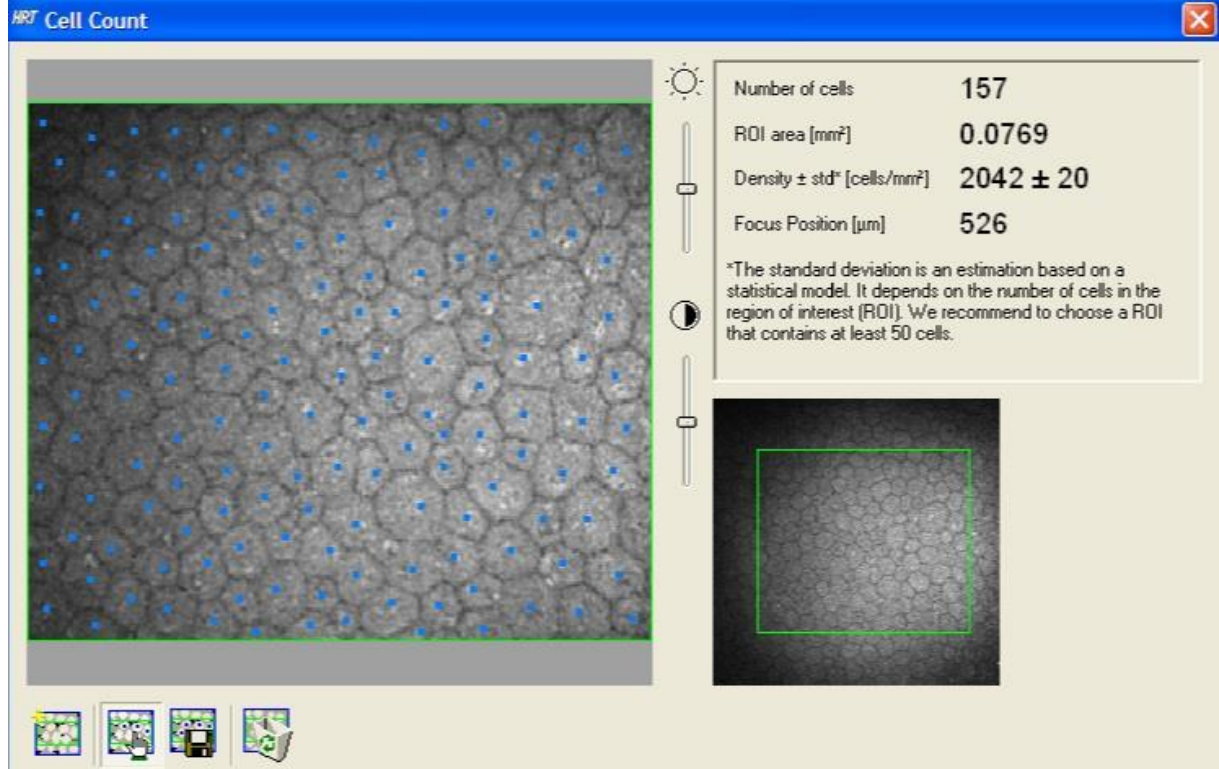 HRT Cell Count
Number of cells 157
ROI area [mm²] 0.0769
Density ± std* [cells/mm²] 2042 ± 20
Focus Position [µm] 526
*The standard deviation is an estimation based on a
statistical model. It depends on the number of cells in the
region of interest (ROI). We recommend to choose a ROI
that contains at least 50 cells.